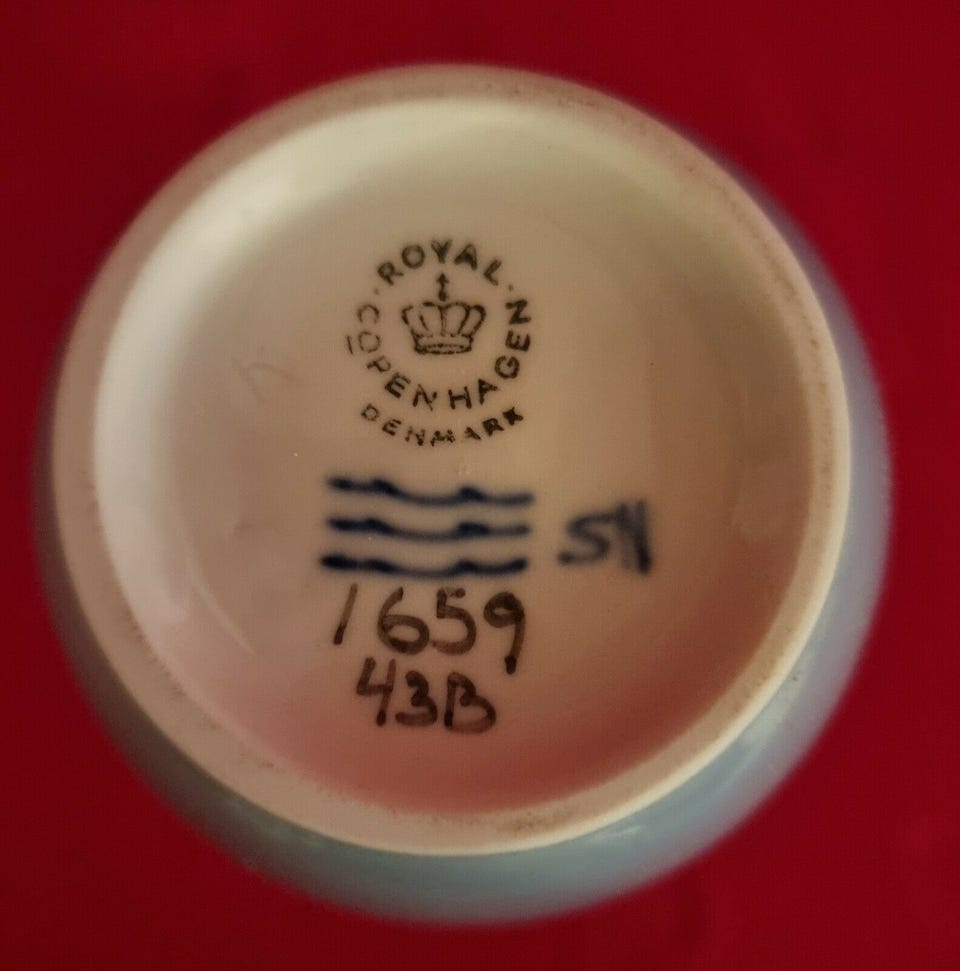 ROYAL
COPENHAGEN
DENMARK
1659
43B